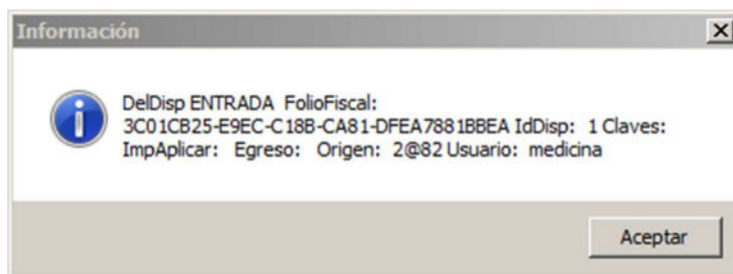 Información
DelDisp ENTRADA FolioFiscal:
3C01CB25-E9EC-C18B-CA81-DFEA7881BBEA IdDisp: 1 Claves:
ImpAplicar: Egreso: Origen: 2@82 Usuario: medicina
Aceptar